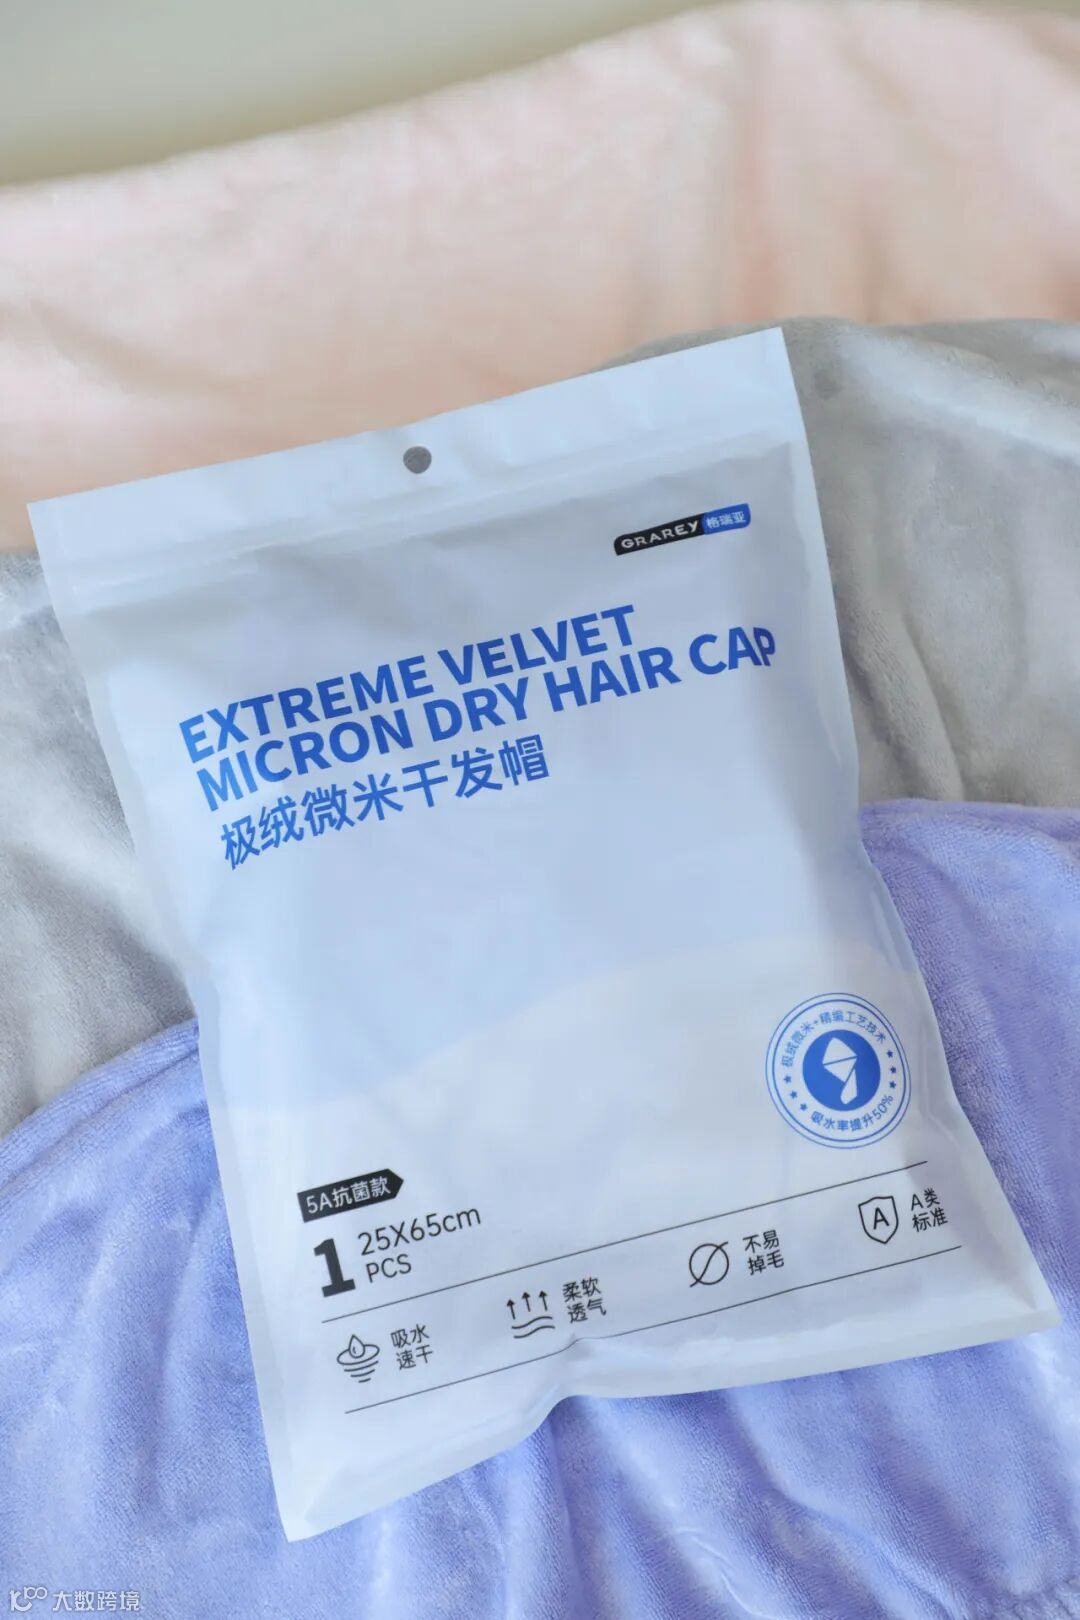 GRAREY 格瑞亚
EXTREME VELVET
MICRON DRY HAIR CAP
极绒微米干发帽
极绒微米+精编工艺技术
吸水率提升50%
5A抗菌款
1 25X65cm
PCS
吸水
速干
柔软
透气
不易
掉毛
A
A类
标准
大数跨境